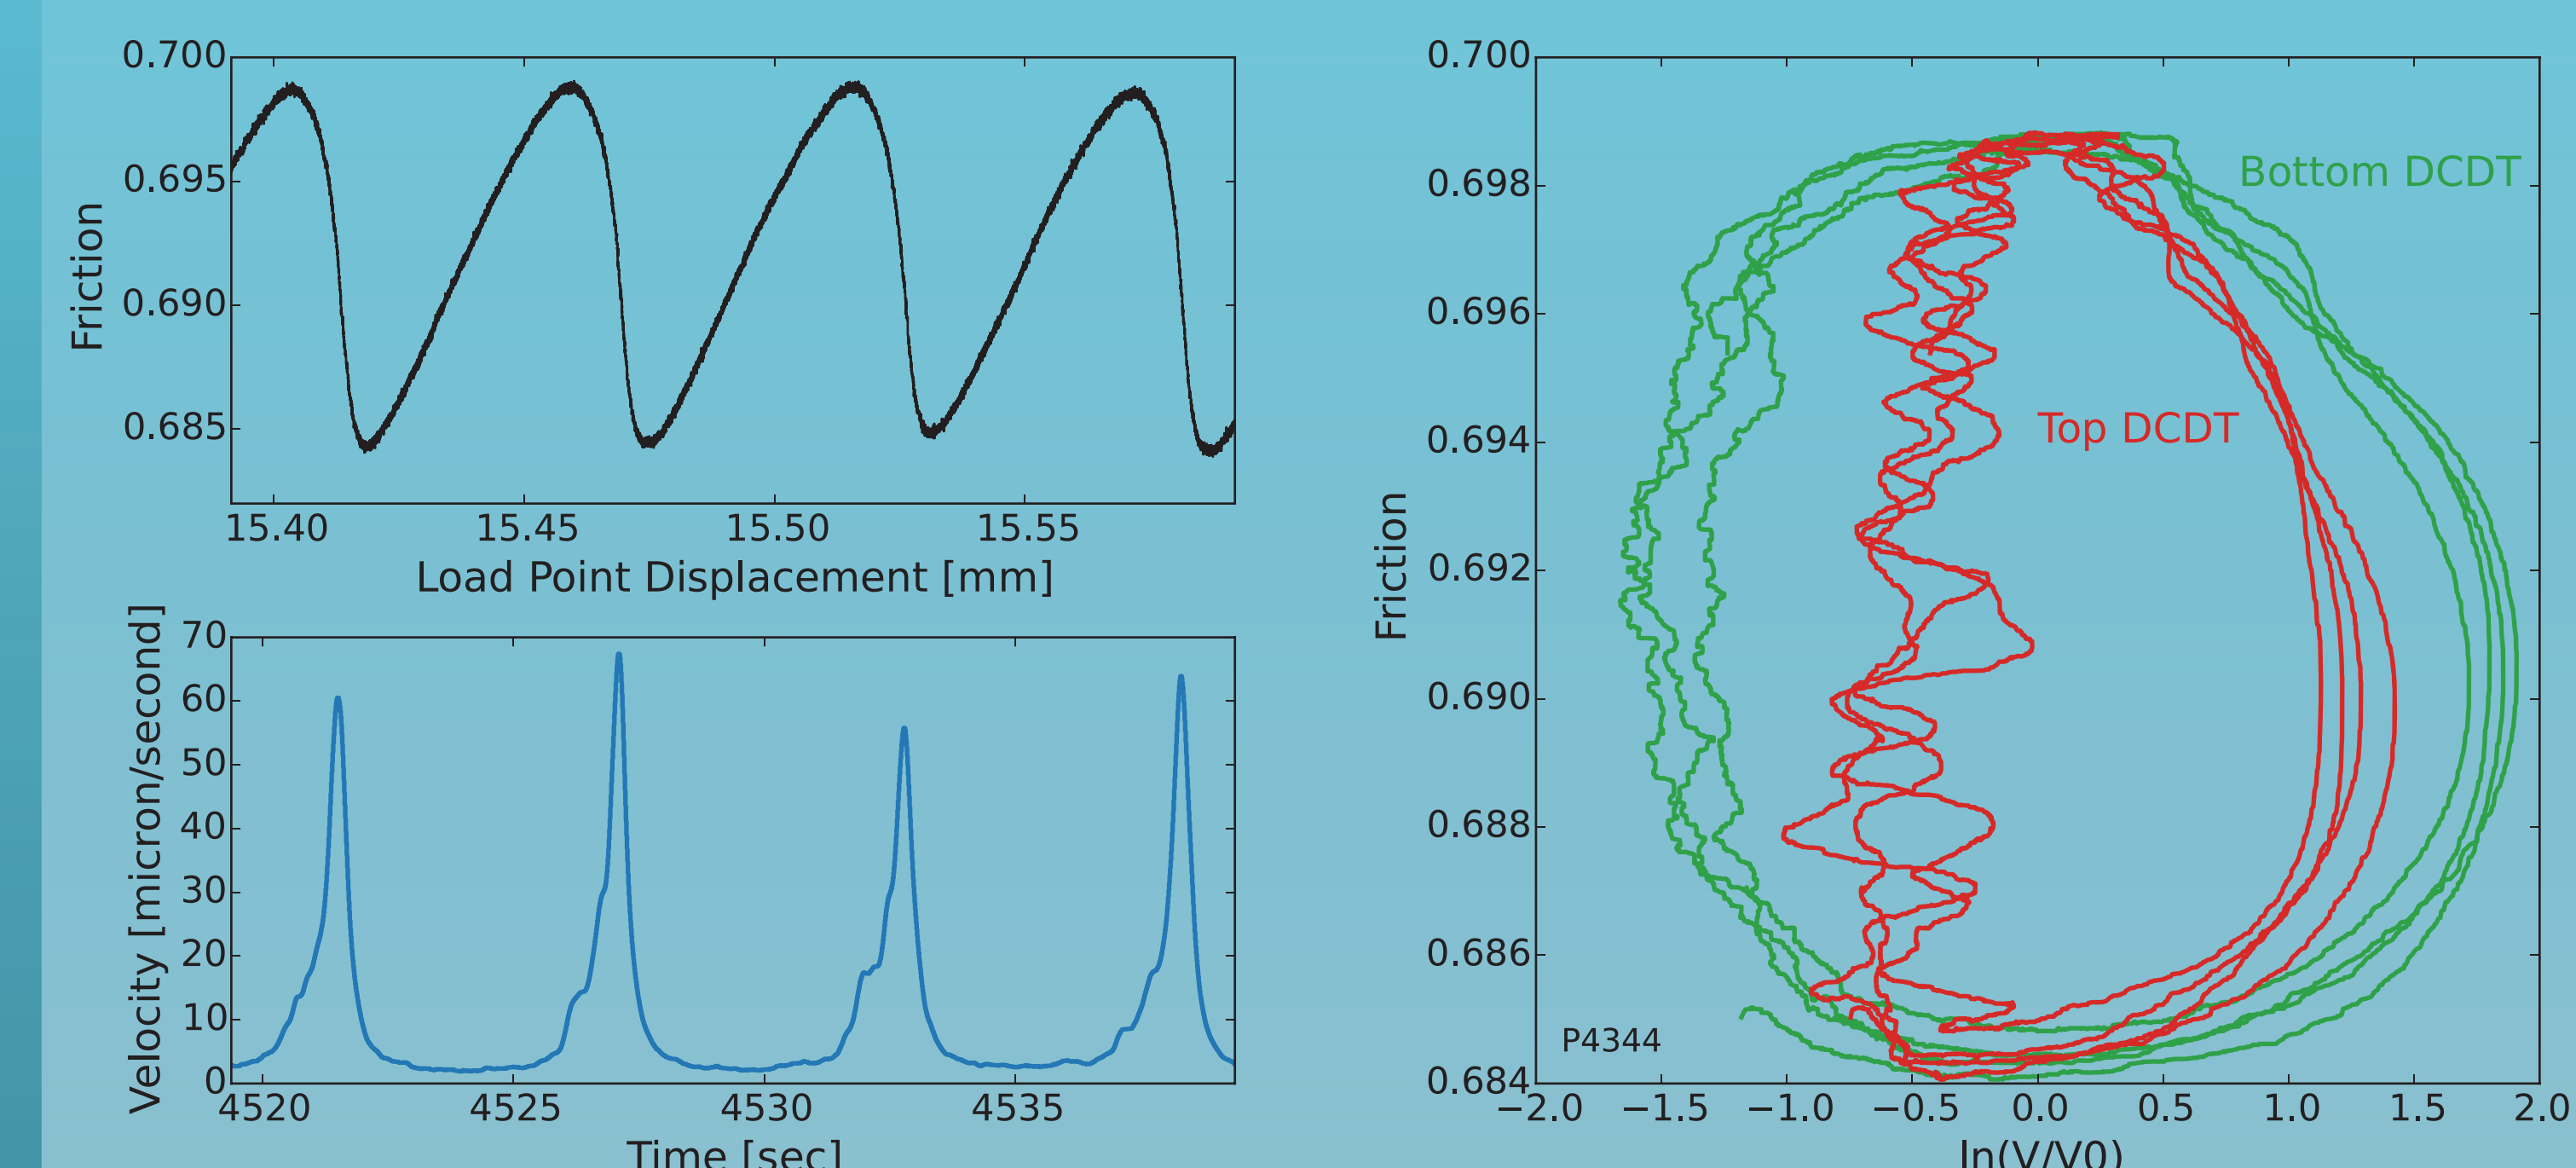 0.700
0.695
0.690
0.685
Friction
15.40 15.45 15.50 15.55
Load Point Displacement [mm]
70
60
50
40
30
20
10
0
Velocity [micron/second]
4520 4525 4530 4535
Time [sec]
0.700
0.698
0.696
0.694
0.692
0.690
0.688
0.686
0.684
Friction
Bottom DCDT
Top DCDT
P4344
−2.0 −1.5 −1.0 −0.5 0.0 0.5 1.0 1.5 2.0
ln(V/V0)